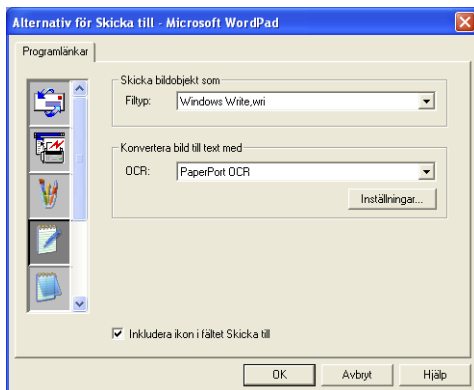 Alternativ för Skicka till - Microsoft WordPad
Programlänkar
Skicka bildobjekt som
Filtyp: Windows Write,wri
Konvertera bild till text med
OCR: PaperPort OCR
Inställningar...
Inkludera ikon i fältet Skicka till
OK Avbryt Hjälp